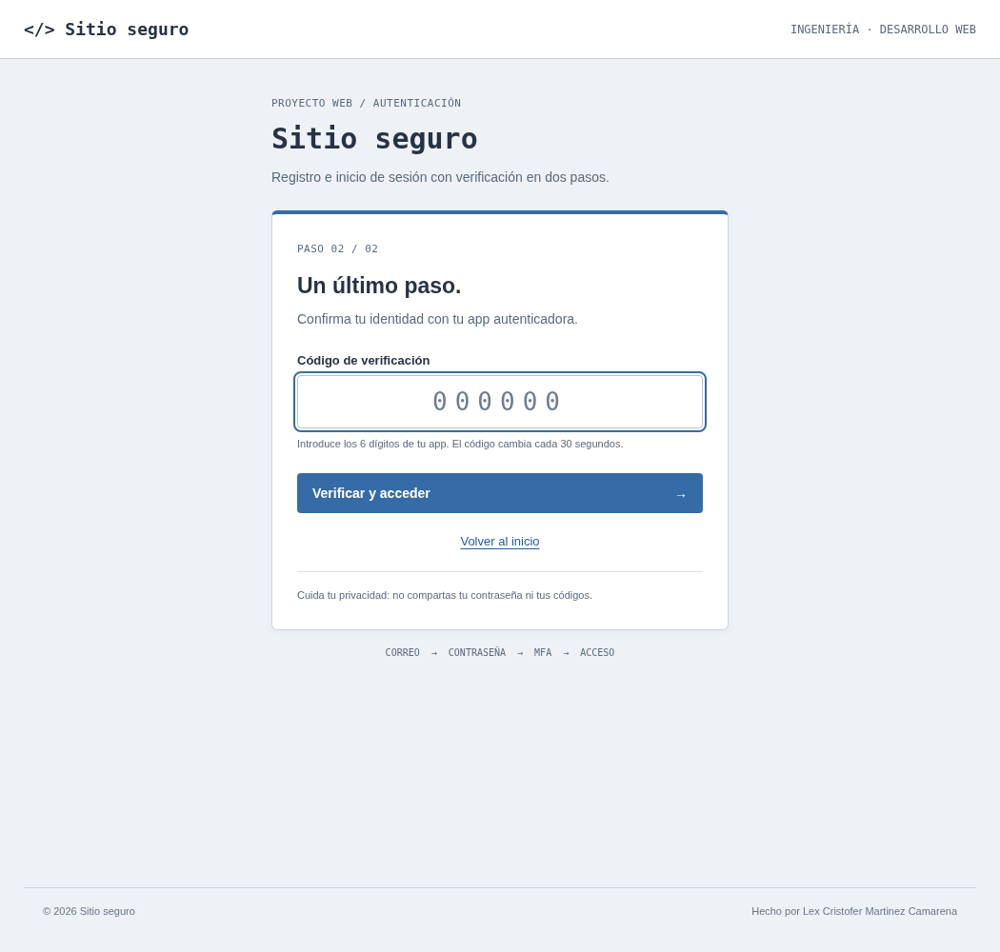 </> Sitio seguro
INGENIERÍA · DESARROLLO WEB
PROYECTO WEB / AUTENTICACIÓN
Sitio seguro
Registro e inicio de sesión con verificación en dos pasos.
PASO 02 / 02
Un último paso.
Confirma tu identidad con tu app autenticadora.
Código de verificación
000000
Introduce los 6 dígitos de tu app. El código cambia cada 30 segundos.
Verificar y acceder →
Volver al inicio
Cuida tu privacidad: no compartas tu contraseña ni tus códigos.
CORREO → CONTRASEÑA → MFA → ACCESO
© 2026 Sitio seguro
Hecho por Lex Cristofer Martinez Camarena